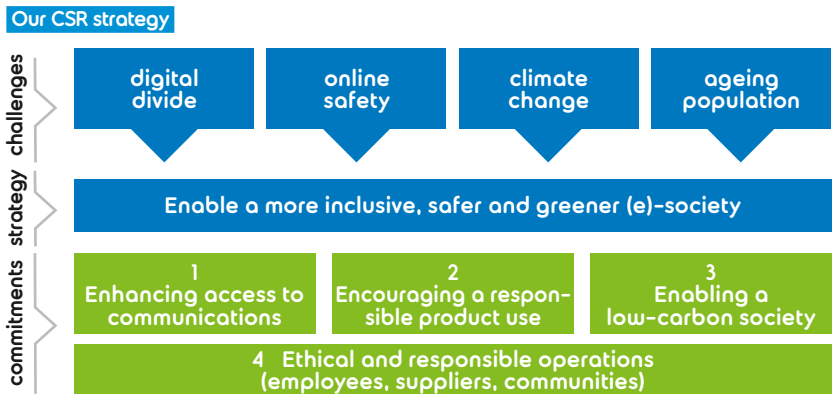 Our CSR strategy
challenges
digital
divide
online
safety
climate
change
ageing
population
strategy
Enable a more inclusive, safer and greener (e)-society
commitments
1
Enhancing access to
communications
2
Encouraging a respon-
sible product use
3
Enabling a
low-carbon society
4 Ethical and responsible operations
(employees, suppliers, communities)